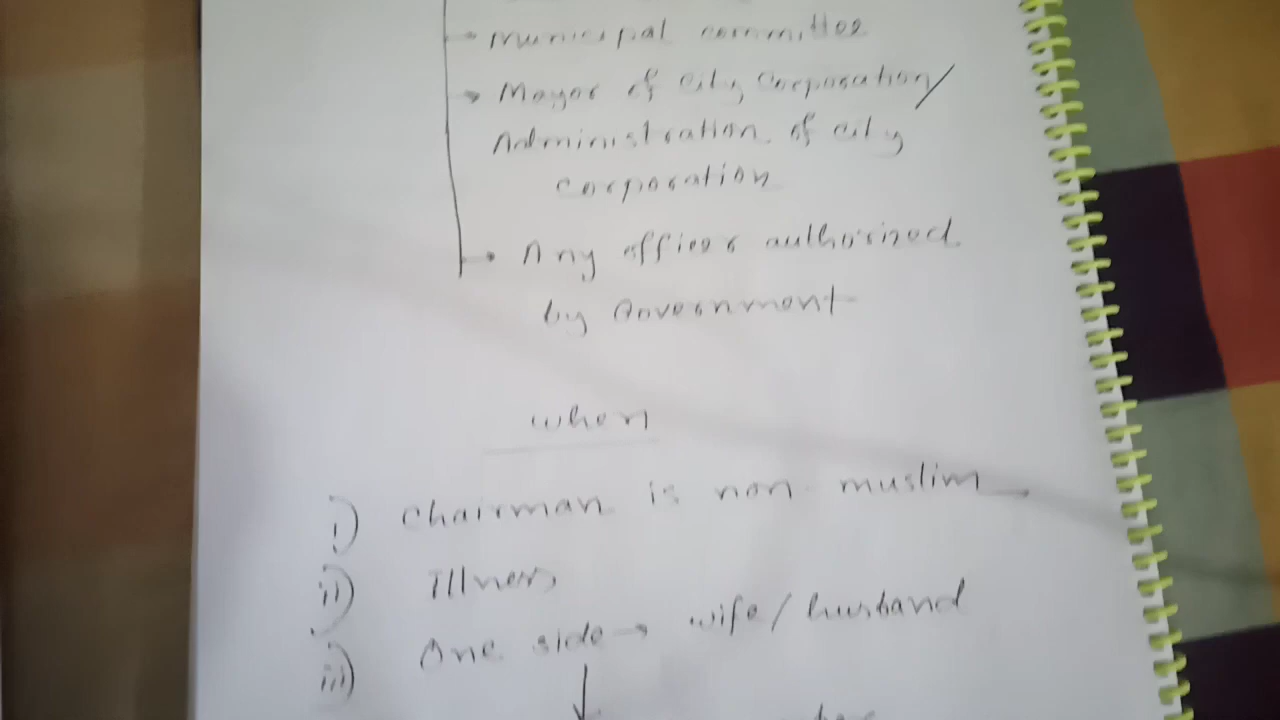 → Municipal committee
→ Mayor of City Corporation/
Administration of city
corporation
→ Any officer authorized
by Government
when
i) Chairman is non-muslim
ii) Illness
iii) One side → wife/husband